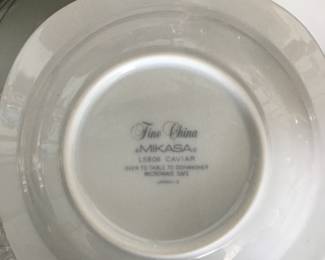 Fine China
MIKASA
L5808 CAVIAR
OVEN TO TABLE TO DISHWASHER
MICROWAVE SAFE